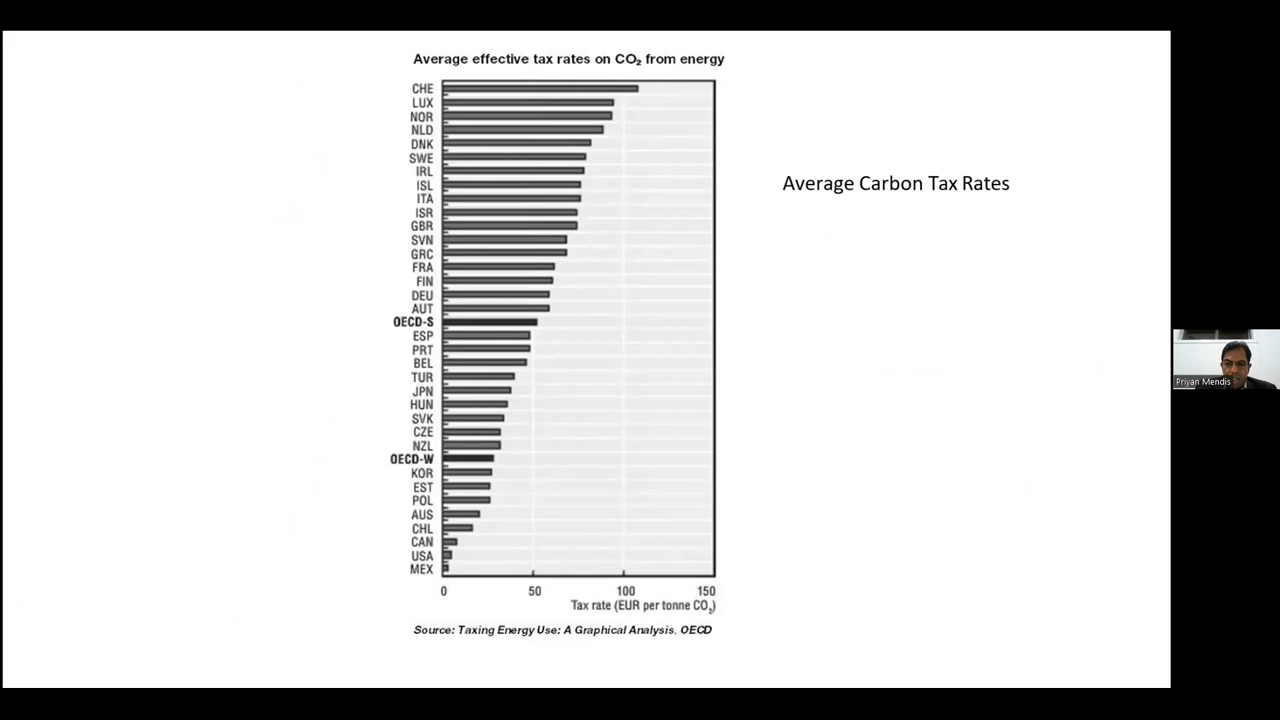 Average effective tax rates on CO₂ from energy
CHE
LUX
NOR
NLD
DNK
SWE
IRL
ISL
ITA
ISR
GBR
SVN
GRC
FRA
FIN
DEU
AUT
OECD-S
ESP
PRT
BEL
TUR
JPN
HUN
SVK
CZE
NZL
OECD-W
KOR
EST
POL
AUS
CHL
CAN
USA
MEX
0 50 100 150
Tax rate (EUR per tonne CO₂)
Source: Taxing Energy Use: A Graphical Analysis, OECD
Average Carbon Tax Rates
Priyan Mendis